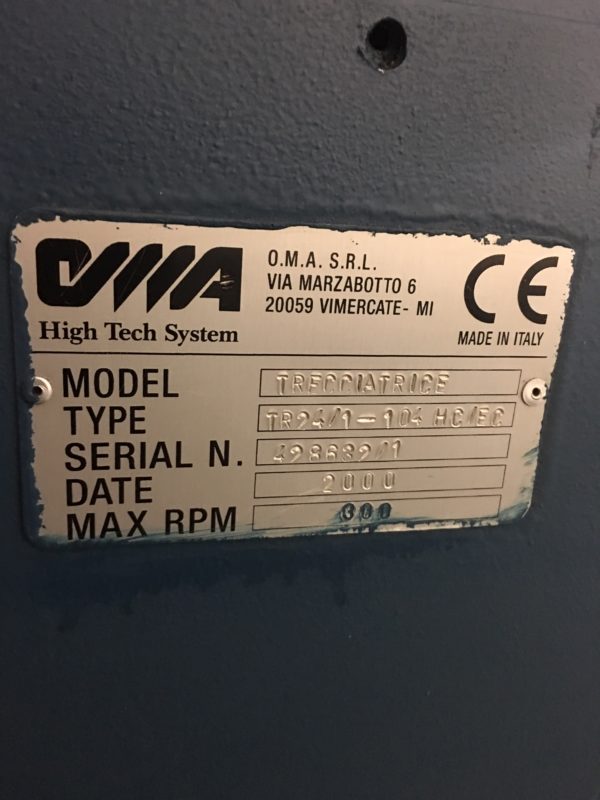 OMA
High Tech System
O.M.A. S.R.L.
VIA MARZABOTTO 6
20059 VIMERCATE- MI
CE
MADE IN ITALY
MODEL TRECCIATRICE
TYPE TR24/1-104 HC/EC
SERIAL N.
DATE 2000
MAX RPM 300